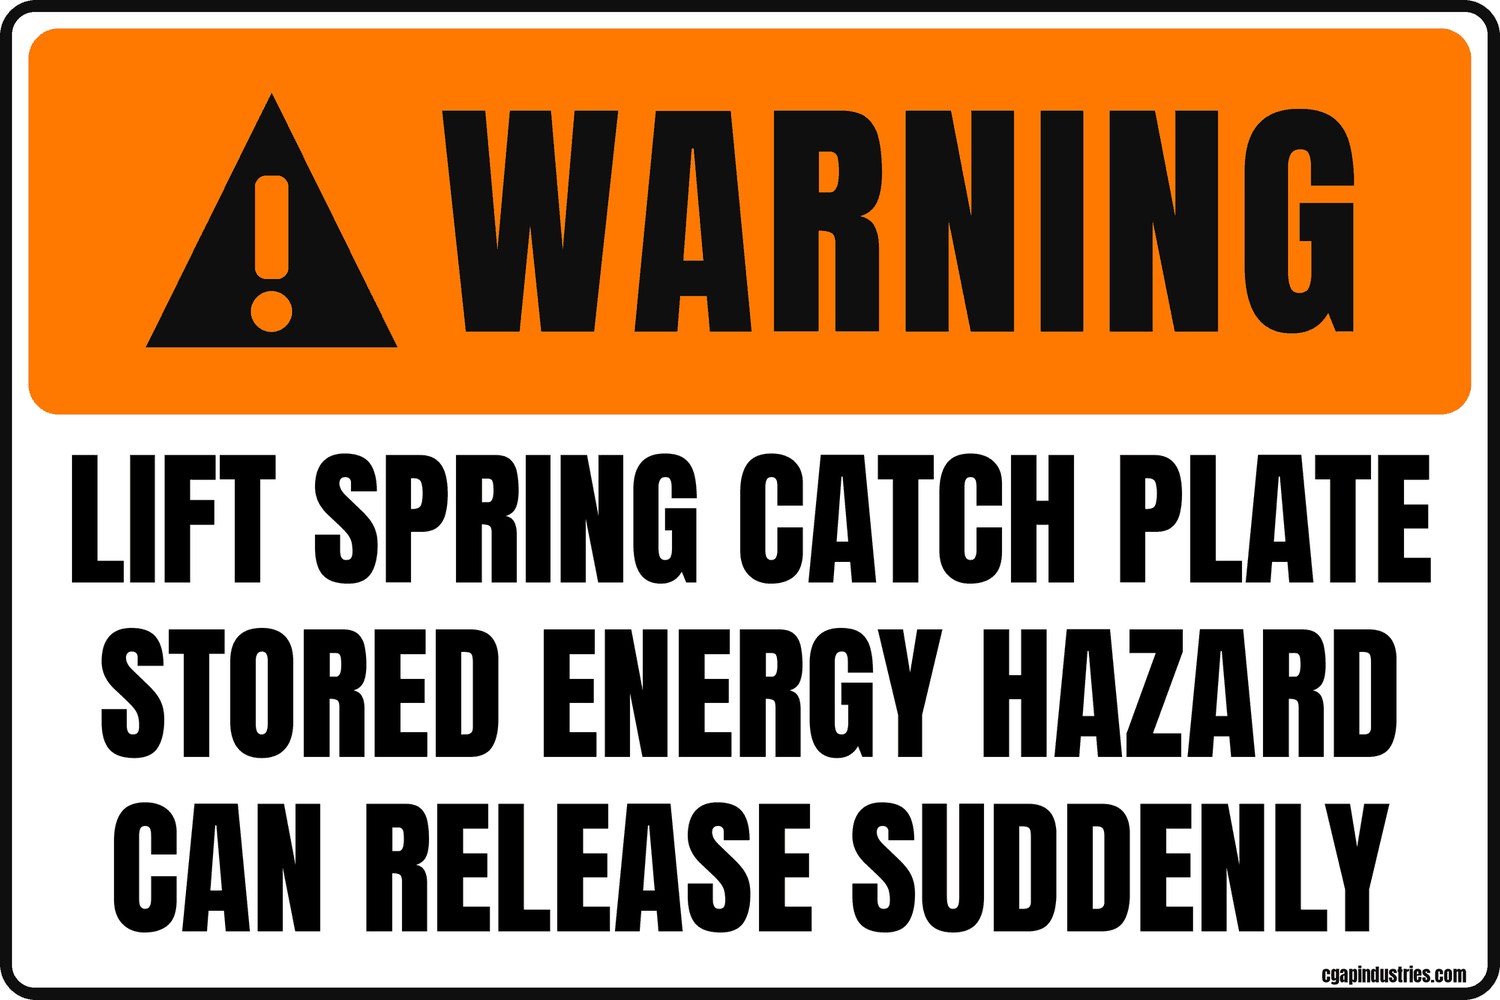 WARNING
LIFT SPRING CATCH PLATE
STORED ENERGY HAZARD
CAN RELEASE SUDDENLY
cgapindustries.com